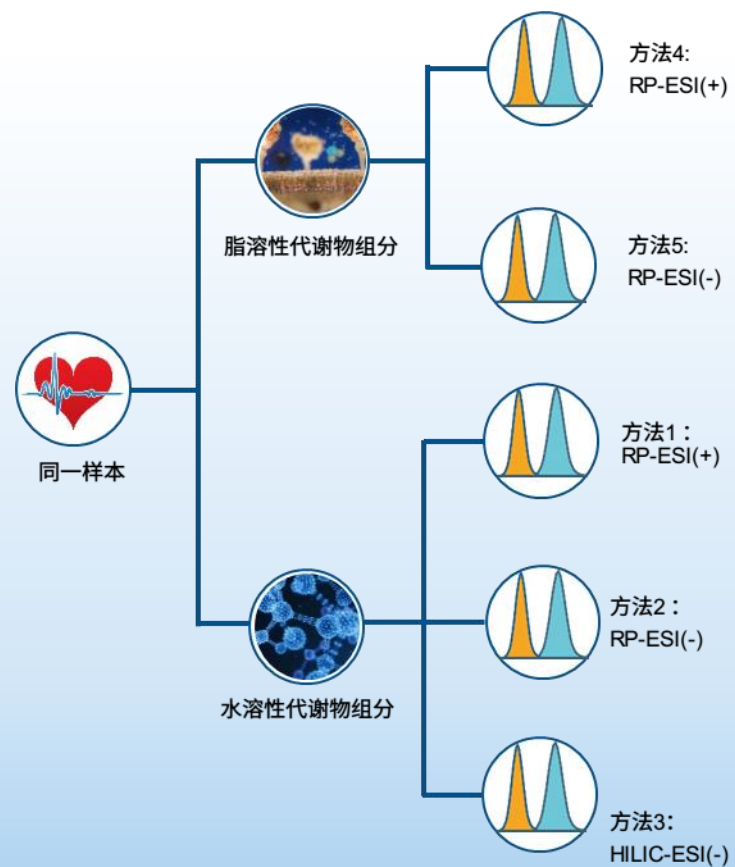 方法4:
RP-ESI(+)
脂溶性代谢物组分
方法5:
RP-ESI(-)
同一样本
方法1：
RP-ESI(+)
方法2：
RP-ESI(-)
水溶性代谢物组分
方法3：
HILIC-ESI(-)